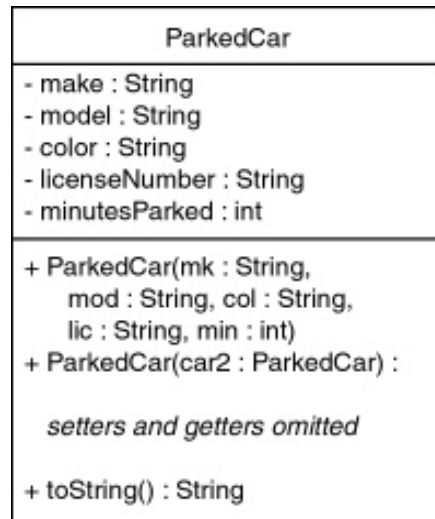 ParkedCar
- make : String
- model : String
- color : String
- licenseNumber : String
- minutesParked : int
+ ParkedCar(mk : String,
mod : String, col : String,
lic : String, min : int)
+ ParkedCar(car2 : ParkedCar) :
setters and getters omitted
+ toString() : String